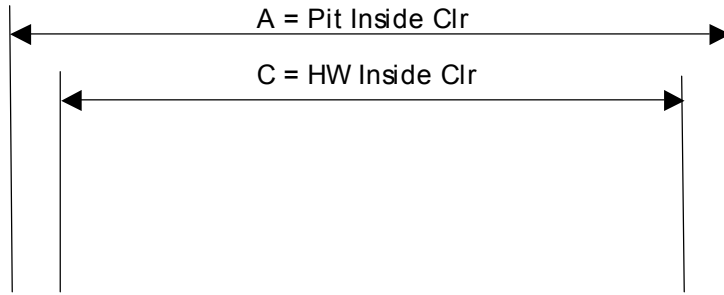 A = Pit Inside Clr
C = HW Inside Clr